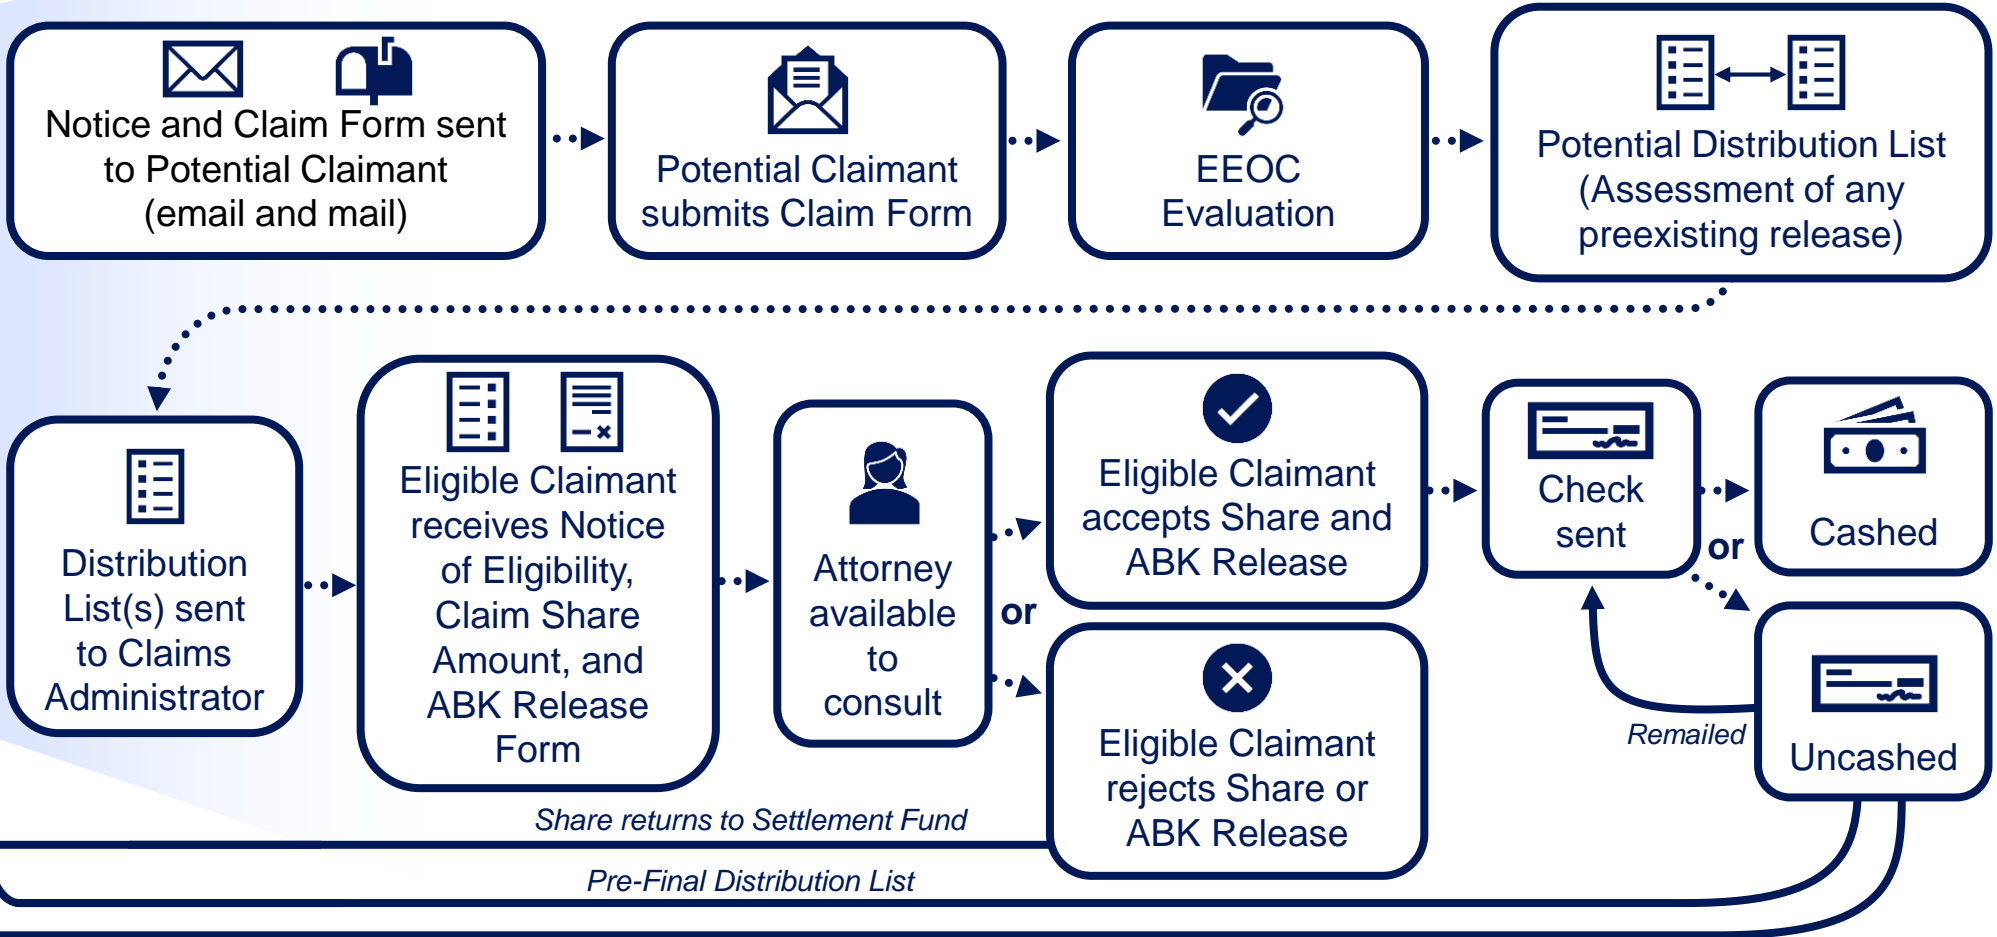 Notice and Claim Form sent
to Potential Claimant
(email and mail)
Potential Claimant
submits Claim Form
EEOC
Evaluation
Potential Distribution List
(Assessment of any
preexisting release)
Distribution
List(s) sent
to Claims
Administrator
Eligible Claimant
receives Notice
of Eligibility,
Claim Share
Amount, and
ABK Release
Form
Attorney
available
to
consult
or
Eligible Claimant
accepts Share and
ABK Release
Eligible Claimant
rejects Share or
ABK Release
Check
sent
or
Cashed
Uncashed
Remailed
Share returns to Settlement Fund
Pre-Final Distribution List